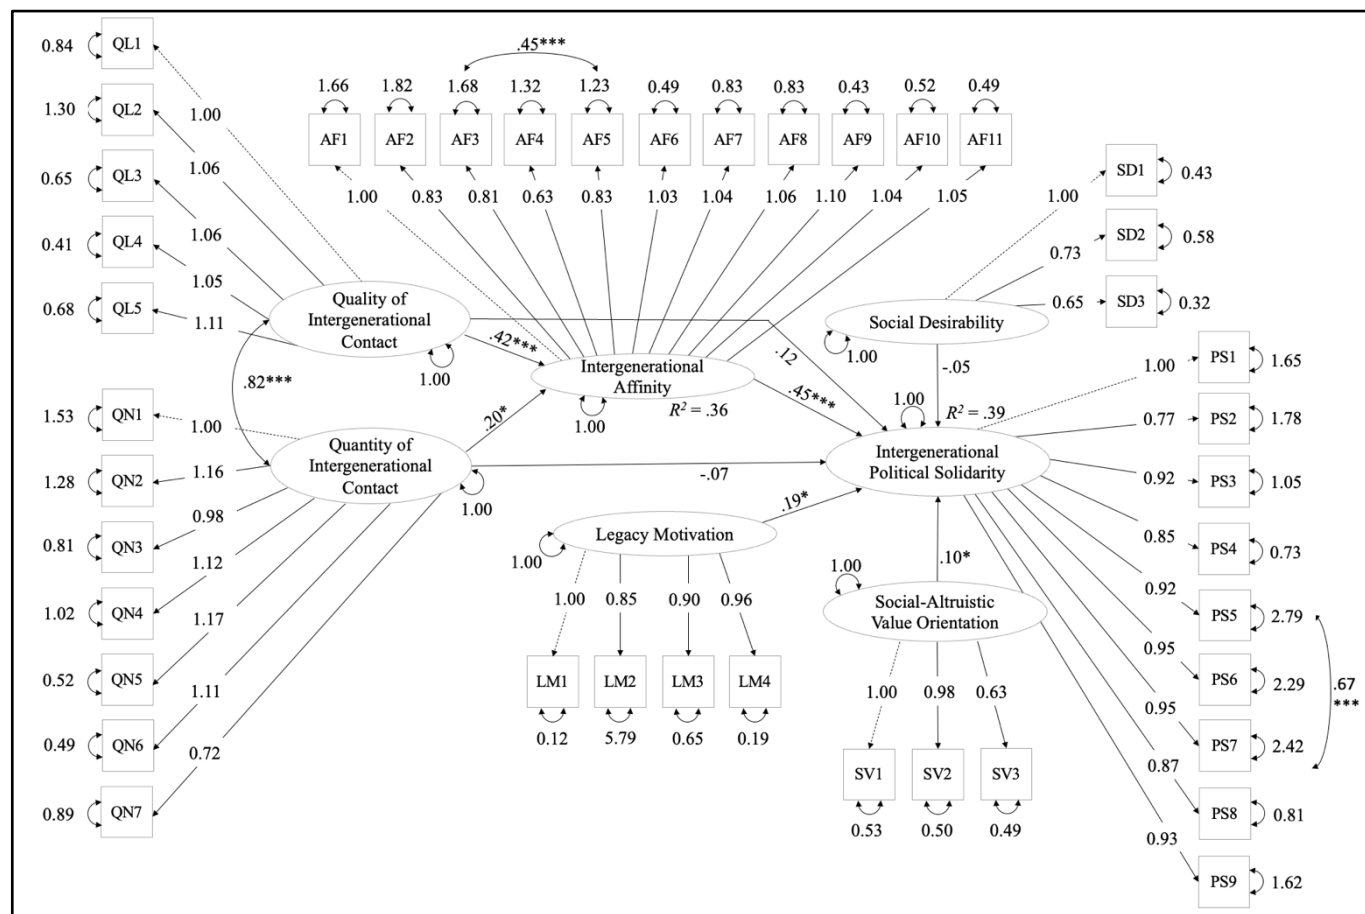 QL1
0.84
QL2
1.30
QL3
0.65
QL4
0.41
QL5
0.68
1.00
1.06
1.06
1.05
1.11
.45***
1.66 1.82 1.68 1.32 1.23 0.49 0.83 0.83 0.43 0.52 0.49
AF1 AF2 AF3 AF4 AF5 AF6 AF7 AF8 AF9 AF10 AF11
1.00 0.83 0.81 0.63 0.83 1.03 1.04 1.06 1.10 1.04 1.05
SD1 0.43
SD2 0.58
SD3 0.32
1.00
0.73
0.65
Quality of
Intergenerational
Contact
1.00
.82***
.42***
.12
Intergenerational
Affinity
R² = .36
1.00
.20*
.45***
Social Desirability
1.00
-.05
1.00
R² = .39
Intergenerational
Political Solidarity
Quantity of
Intergenerational
Contact
1.00
-.07
1.53 QN1
1.28 QN2
0.81 QN3
1.02 QN4
0.52 QN5
0.49 QN6
0.89 QN7
1.00
1.16
0.98
1.12
1.17
1.11
0.72
Legacy Motivation
1.00
.19*
1.00 0.85 0.90 0.96
LM1 LM2 LM3 LM4
0.12 5.79 0.65 0.19
.10*
1.00
Social-Altruistic
Value Orientation
1.00 0.98 0.63
SV1 SV2 SV3
0.53 0.50 0.49
1.00 PS1 1.65
0.77 PS2 1.78
0.92 PS3 1.05
0.85 PS4 0.73
0.92 PS5 2.79
0.95 PS6 2.29
0.95 PS7 2.42
0.87 PS8 0.81
0.93 PS9 1.62
.67
***